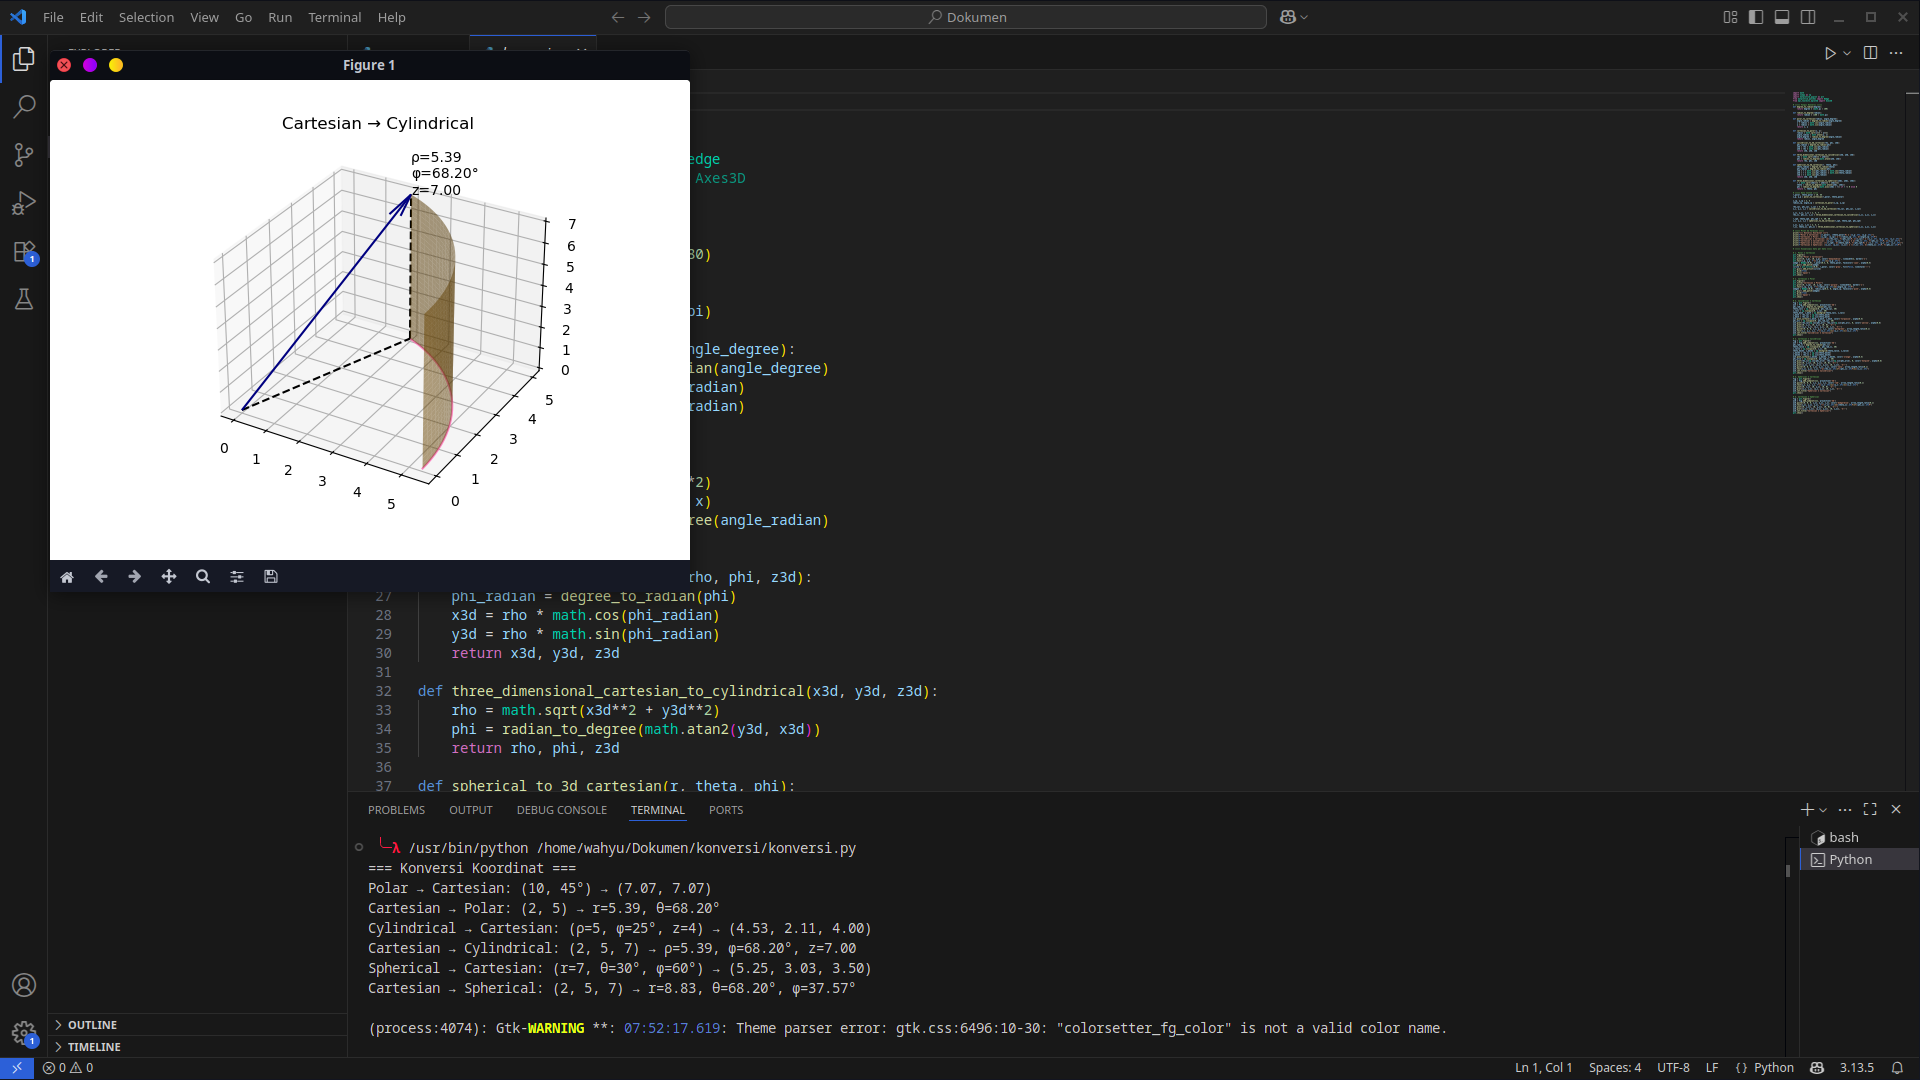 File Edit Selection View Go Run Terminal Help
Dokumen
Figure 1
Cartesian → Cylindrical
ρ=5.39
φ=68.20°
z=7.00
7
6
5
4
3
2
1
0
5
4
3
2
1
0
0
1
2
3
4
5
edge
Axes3D
80)
pi)
ngle_degree):
ian(angle_degree)
radian)
radian)
*2)
x)
ree(angle_radian)
rho, phi, z3d):
27 phi_radian = degree_to_radian(phi)
28 x3d = rho * math.cos(phi_radian)
29 y3d = rho * math.sin(phi_radian)
30 return x3d, y3d, z3d
31
32 def three_dimensional_cartesian_to_cylindrical(x3d, y3d, z3d):
33 rho = math.sqrt(x3d**2 + y3d**2)
34 phi = radian_to_degree(math.atan2(y3d, x3d))
35 return rho, phi, z3d
36
37 def spherical_to_3d_cartesian(r, theta, phi):
PROBLEMS OUTPUT DEBUG CONSOLE TERMINAL PORTS
λ /usr/bin/python /home/wahyu/Dokumen/konversi/konversi.py
=== Konversi Koordinat ===
Polar → Cartesian: (10, 45°) → (7.07, 7.07)
Cartesian → Polar: (2, 5) → r=5.39, θ=68.20°
Cylindrical → Cartesian: (ρ=5, φ=25°, z=4) → (4.53, 2.11, 4.00)
Cartesian → Cylindrical: (2, 5, 7) → ρ=5.39, φ=68.20°, z=7.00
Spherical → Cartesian: (r=7, θ=30°, φ=60°) → (5.25, 3.03, 3.50)
Cartesian → Spherical: (2, 5, 7) → r=8.83, θ=68.20°, φ=37.57°
(process:4074): Gtk-WARNING **: 07:52:17.619: Theme parser error: gtk.css:6496:10-30: "colorsetter_fg_color" is not a valid color name.
bash
Python
1
1
OUTLINE
TIMELINE
0 0
Ln 1, Col 1 Spaces: 4 UTF-8 LF {} Python 3.13.5